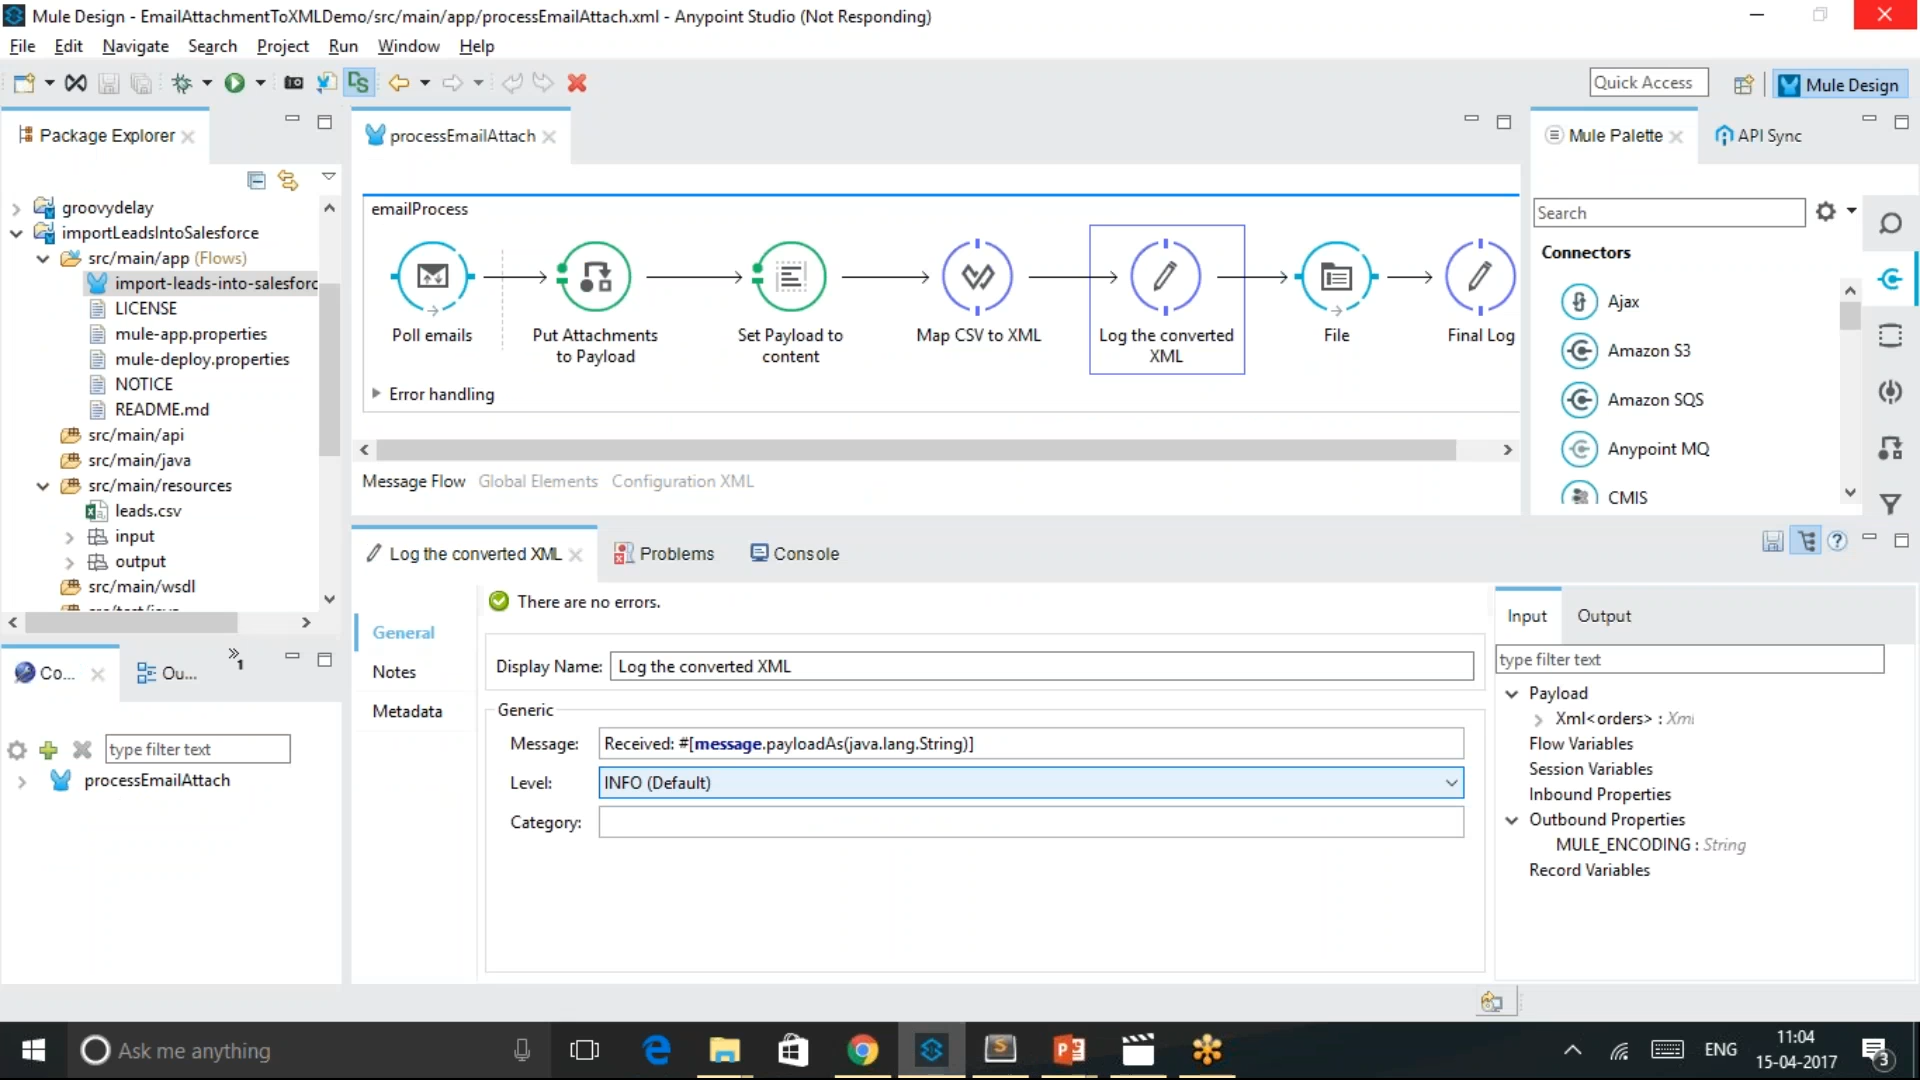 Mule Design - EmailAttachmentToXMLDemo/src/main/app/processEmailAttach.xml - Anypoint Studio (Not Responding)
File Edit Navigate Search Project Run Window Help
Quick Access
Mule Design
Package Explorer
groovydelay
importLeadsIntoSalesforce
src/main/app (Flows)
import-leads-into-salesforc
LICENSE
mule-app.properties
mule-deploy.properties
NOTICE
README.md
src/main/api
src/main/java
src/main/resources
leads.csv
input
output
src/main/wsdl
Co...
Ou...
1
type filter text
processEmailAttach
processEmailAttach
emailProcess
Poll emails
Put Attachments
to Payload
Set Payload to
content
Map CSV to XML
Log the converted
XML
File
Final Log
Error handling
Message Flow Global Elements Configuration XML
Mule Palette
API Sync
Search
Connectors
Ajax
Amazon S3
Amazon SQS
Anypoint MQ
CMIS
Log the converted XML
Problems
Console
There are no errors.
General
Notes
Metadata
Display Name: Log the converted XML
Generic
Message: Received: #[message.payloadAs(java.lang.String)]
Level: INFO (Default)
Category:
Input Output
type filter text
Payload
Xml<orders> : Xml
Flow Variables
Session Variables
Inbound Properties
Outbound Properties
MULE_ENCODING : String
Record Variables
Ask me anything
ENG
11:04
15-04-2017
3